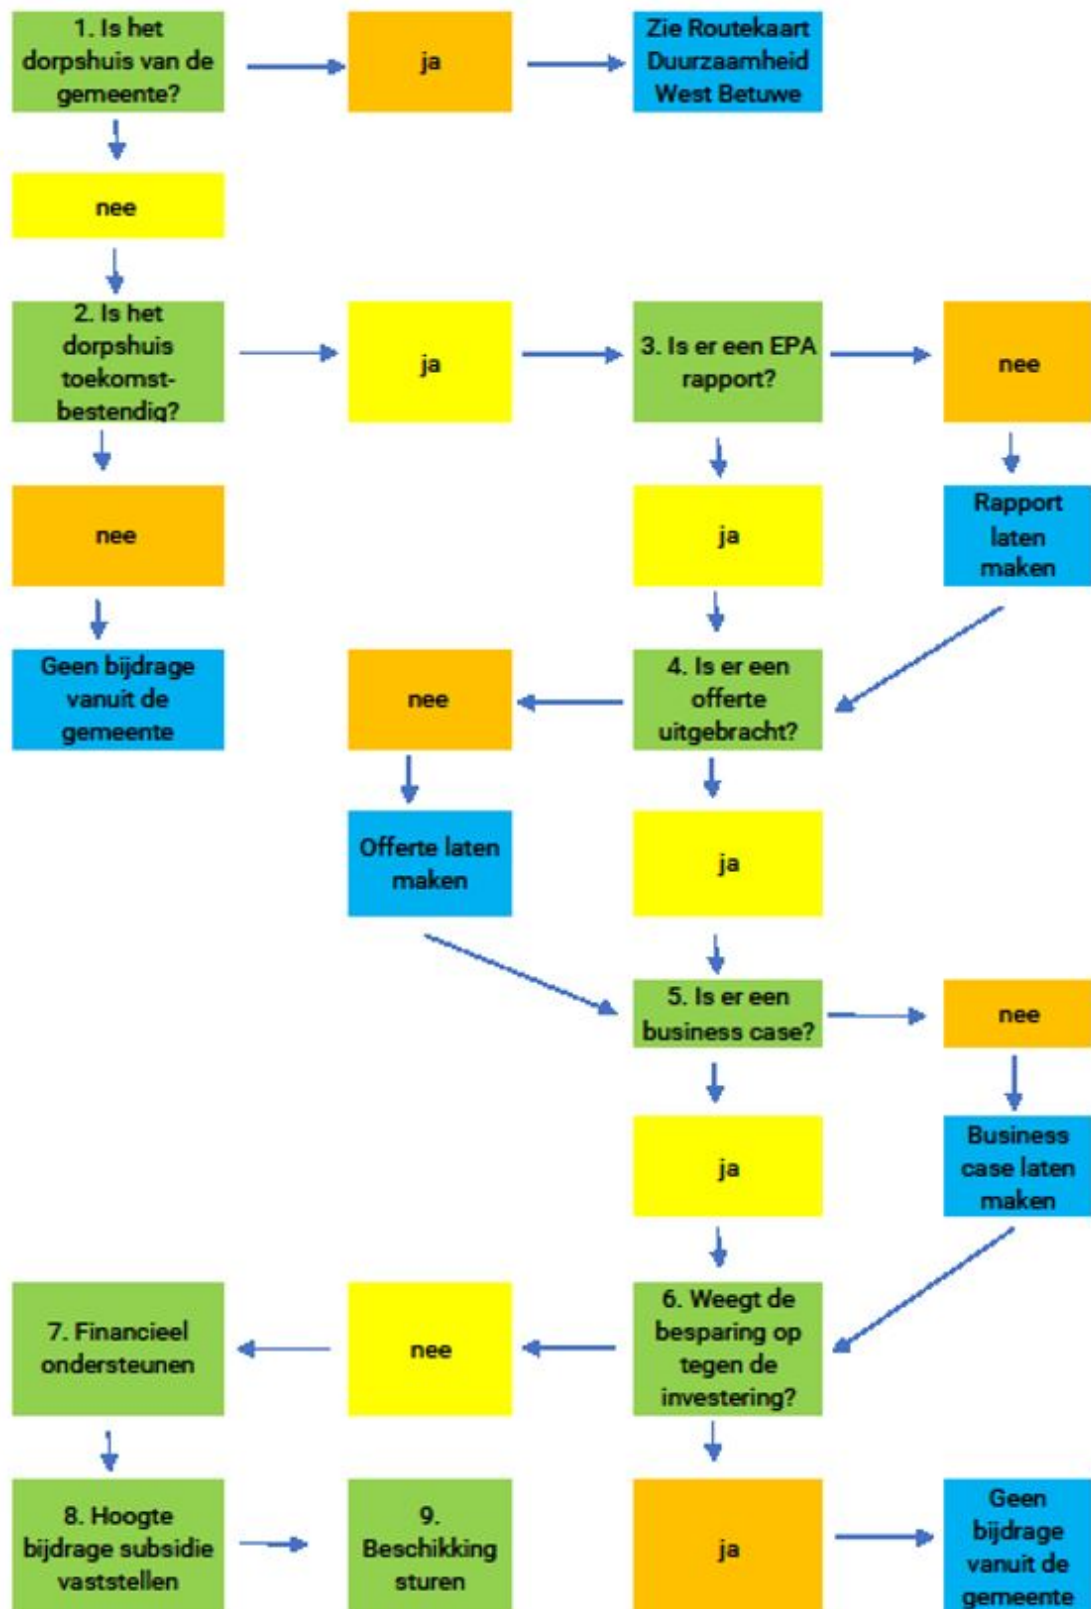 1. Is het
dorpshuis van de
gemeente?
ja
Zie Routekaart
Duurzaamheid
West Betuwe
nee
2. Is het
dorpshuis
toekomst-
bestendig?
ja
3. Is er een EPA
rapport?
nee
nee
ja
Rapport
laten
maken
Geen bijdrage
vanuit de
gemeente
nee
4. Is er een
offerte
uitgebracht?
Offerte laten
maken
ja
5. Is er een
business case?
nee
ja
Business
case laten
maken
7. Financieel
ondersteunen
nee
6. Weegt de
besparing op
tegen de
investering?
8. Hoogte
bijdrage subsidie
vaststellen
9.
Beschikking
sturen
ja
Geen
bijdrage
vanuit de
gemeente